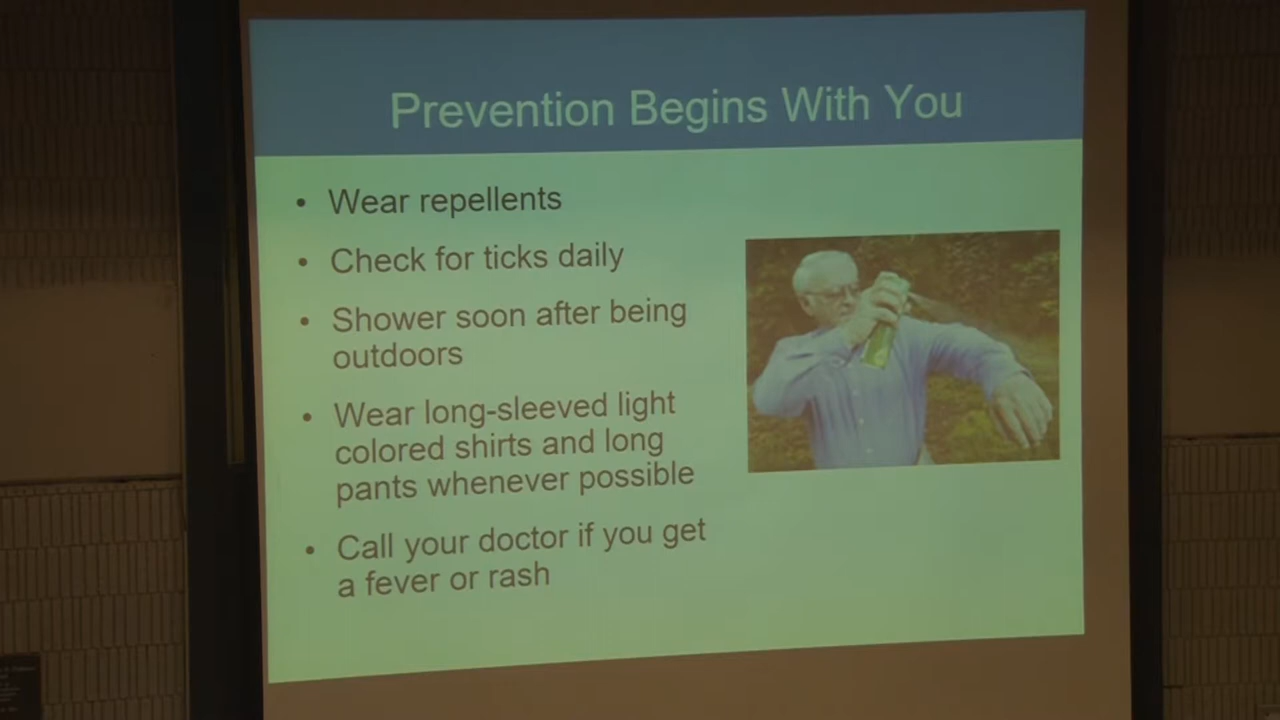 Prevention Begins With You
• Wear repellents
• Check for ticks daily
• Shower soon after being
outdoors
• Wear long-sleeved light
colored shirts and long
pants whenever possible
• Call your doctor if you get
a fever or rash